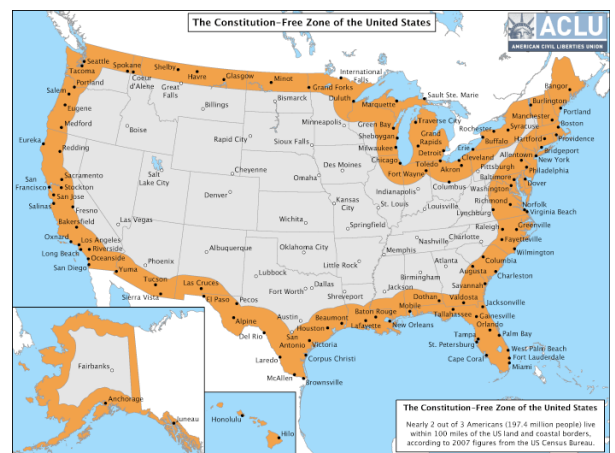 The Constitution-Free Zone of the United States
ACLU
AMERICAN CIVIL LIBERTIES UNION
Seattle
Tacoma
Spokane
Coeur
d'Alene
Shelby
Great
Falls
Havre
Glasgow
Minot
Grand Forks
International
Falls
Duluth
Marquette
Sault Ste. Marie
Bangor
Portland
Salem
Eugene
Medford
Billings
Bismarck
Minneapolis
Green Bay
Sheboygan
Milwaukee
Chicago
Traverse City
Grand
Rapids
Detroit
Toledo
Fort Wayne
Akron
Cleveland
Erie
Buffalo
Rochester
Syracuse
Burlington
Manchester
Portland
Boston
Hartford
Providence
Bridgeport
New York
Allentown
Philadelphia
Pittsburgh
Baltimore
Washington
Dover
Boise
Rapid City
Sioux Falls
Eureka
Redding
Cheyenne
Omaha
Des Moines
Indianapolis
Columbus
Richmond
Norfolk
Virginia Beach
Lynchburg
Salt
Lake City
Denver
Kansas
City
St. Louis
Louisville
Sacramento
San
Francisco
Stockton
San Jose
Salinas
Fresno
Bakersfield
Las Vegas
Wichita
Springfield
Nashville
Charlotte
Raleigh
Greenville
Fayetteville
Wilmington
Oxnard
Los Angeles
Long Beach
Riverside
Oceanside
San Diego
Albuquerque
Oklahoma City
Memphis
Little Rock
Atlanta
Columbia
Augusta
Charleston
Birmingham
Savannah
Phoenix
Yuma
Tucson
Sierra Vista
Las Cruces
El Paso
Pecos
Lubbock
Fort Worth
Dallas
Shreveport
Jackson
Dothan
Valdosta
Jacksonville
Alpine
Del Rio
Austin
San
Antonio
Houston
Beaumont
Baton Rouge
Lafayette
Mobile
New Orleans
Tallahassee
Gainesville
Orlando
Palm Bay
Tampa
St. Petersburg
Victoria
Corpus Christi
Laredo
McAllen
Brownsville
Cape Coral
West Palm Beach
Fort Lauderdale
Miami
Fairbanks
Anchorage
Juneau
Honolulu
Hilo
The Constitution-Free Zone of the United States
Nearly 2 out of 3 Americans (197.4 million people) live
within 100 miles of the US land and coastal borders,
according to 2007 figures from the US Census Bureau.